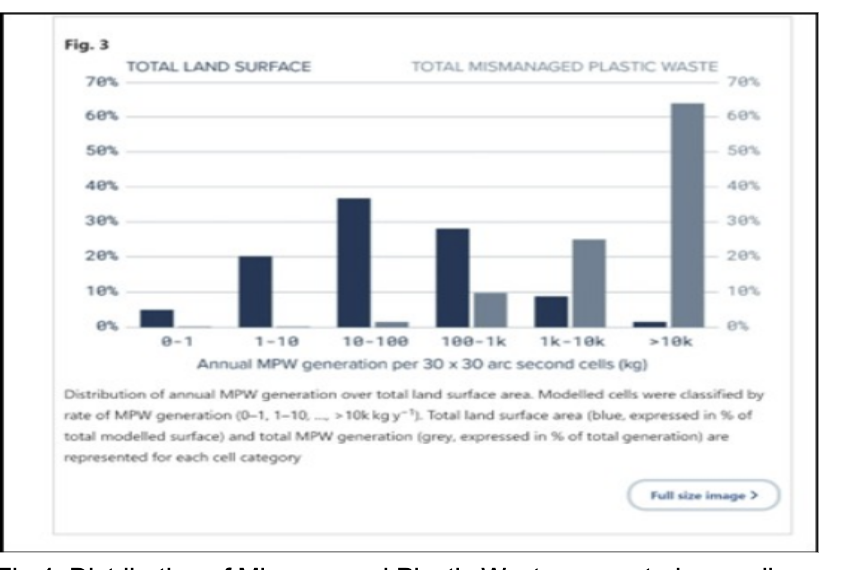 Fig. 3
TOTAL LAND SURFACE TOTAL MISMANAGED PLASTIC WASTE
70% 70%
60% 60%
50% 50%
40% 40%
30% 30%
20% 20%
10% 10%
0% 0%
0-1 1-10 10-100 100-1k 1k-10k >10k
Annual MPW generation per 30 x 30 arc second cells (kg)
Distribution of annual MPW generation over total land surface area. Modelled cells were classified by
rate of MPW generation (0–1, 1–10, ..., >10k kg y⁻¹). Total land surface area (blue, expressed in % of
total modelled surface) and total MPW generation (grey, expressed in % of total generation) are
represented for each cell category
Full size image >